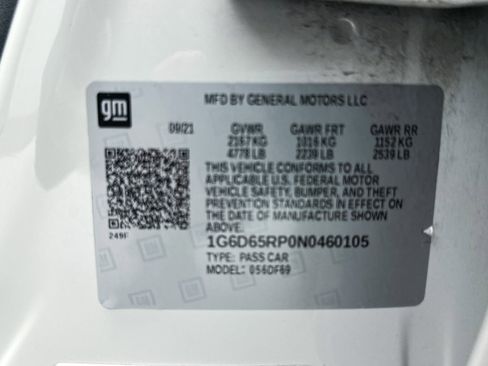 gm
MFD BY GENERAL MOTORS LLC
09/21 GVWR GAWR FRT GAWR RR
2167 KG 1016 KG 1152 KG
4778 LB 2239 LB 2539 LB
THIS VEHICLE CONFORMS TO ALL
APPLICABLE U.S. FEDERAL MOTOR
VEHICLE SAFETY, BUMPER, AND THEFT
PREVENTION STANDARDS IN EFFECT ON
THE DATE OF MANUFACTURE SHOWN
ABOVE.
249F
1G6D65RP0N0460105
TYPE: PASS CAR
MODEL: 056DF69